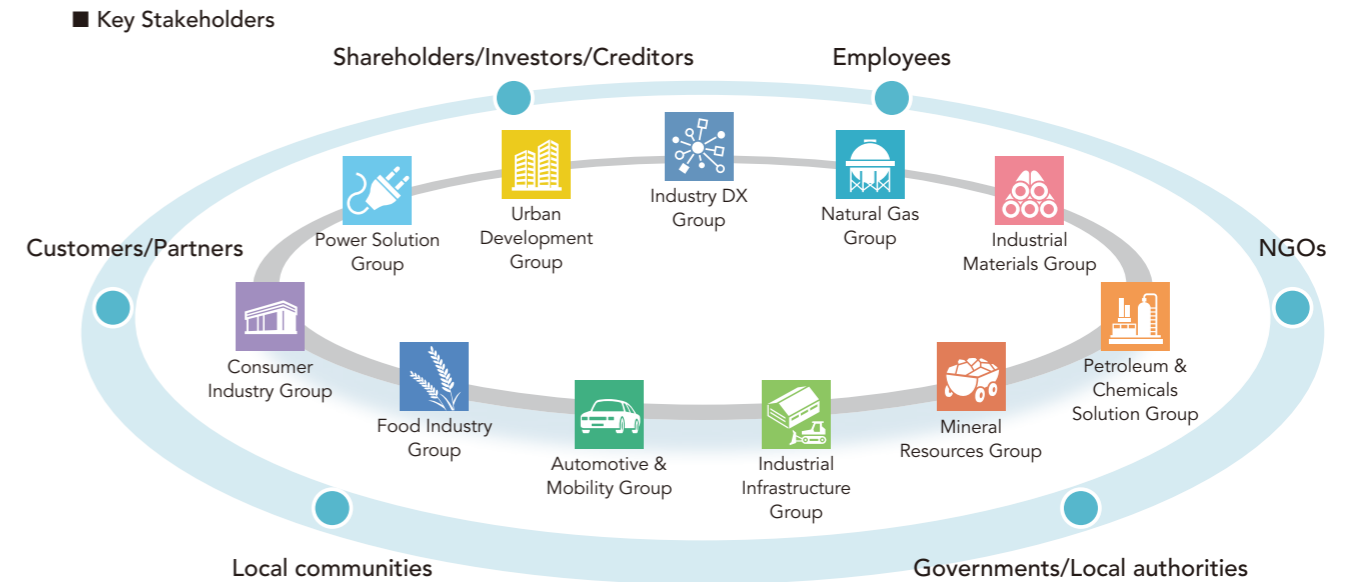 ■ Key Stakeholders
Shareholders/Investors/Creditors
Employees
Customers/Partners
NGOs
Local communities
Governments/Local authorities
Power Solution
Group
Urban
Development
Group
Industry DX
Group
Natural Gas
Group
Industrial
Materials Group
Consumer
Industry Group
Food Industry
Group
Automotive &
Mobility Group
Industrial
Infrastructure
Group
Mineral
Resources Group
Petroleum &
Chemicals
Solution Group